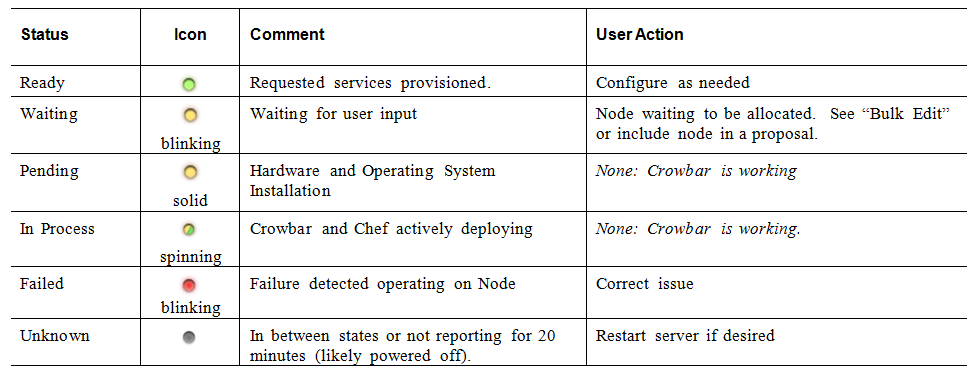 Status Icon Comment User Action
Ready Requested services provisioned. Configure as needed
Waiting Waiting for user input Node waiting to be allocated. See “Bulk Edit”
blinking or include node in a proposal.
Pending Hardware and Operating System None: Crowbar is working
Installation
solid
In Process Crowbar and Chef actively deploying None: Crowbar is working.
spinning
Failed Failure detected operating on Node Correct issue
blinking
Unknown In between states or not reporting for 20 Restart server if desired
minutes (likely powered off).